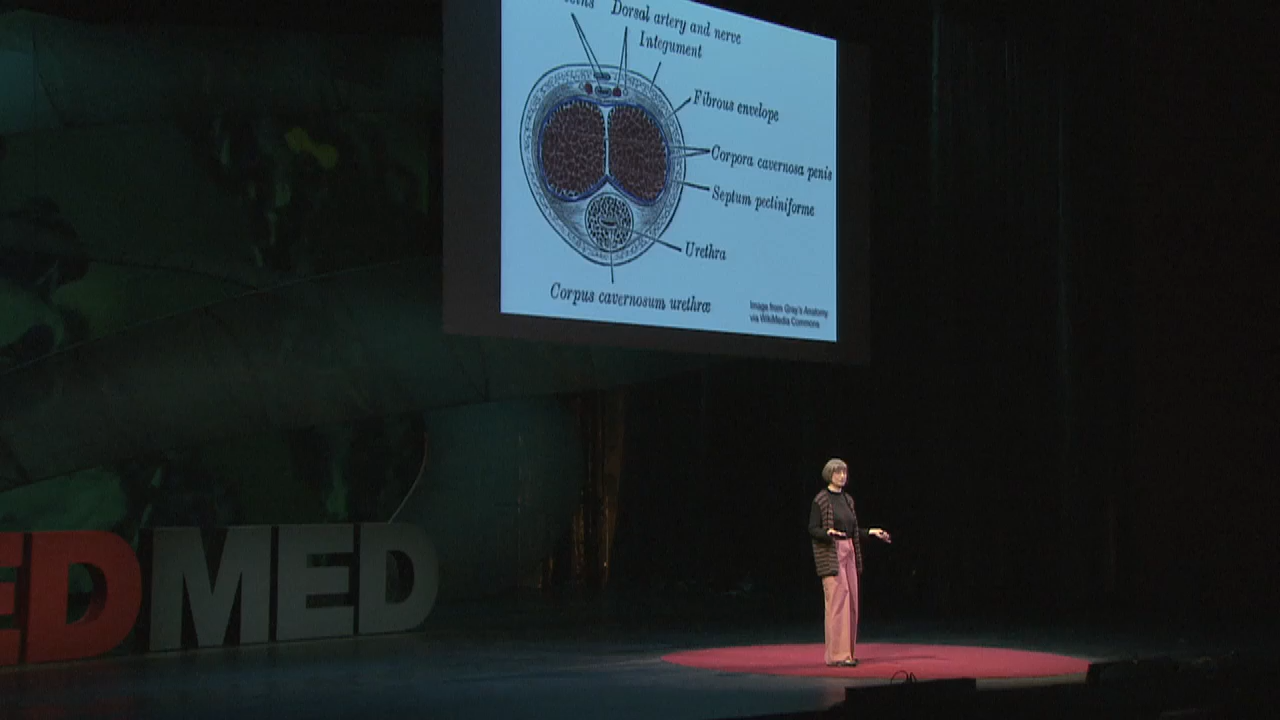 Dorsal artery and nerve
Integument
Fibrous envelope
Corpora cavernosa penis
Septum pectiniforme
Urethra
Corpus cavernosum urethræ
Image from Gray's Anatomy
via WikiMedia Commons
EDMED